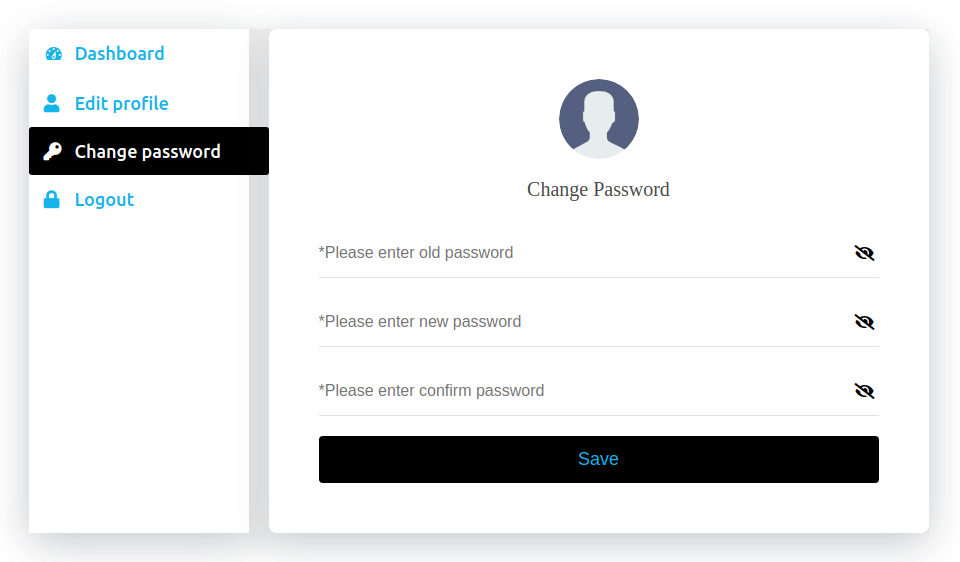 Dashboard
Edit profile
Change password
Logout
Change Password
*Please enter old password
*Please enter new password
*Please enter confirm password
Save